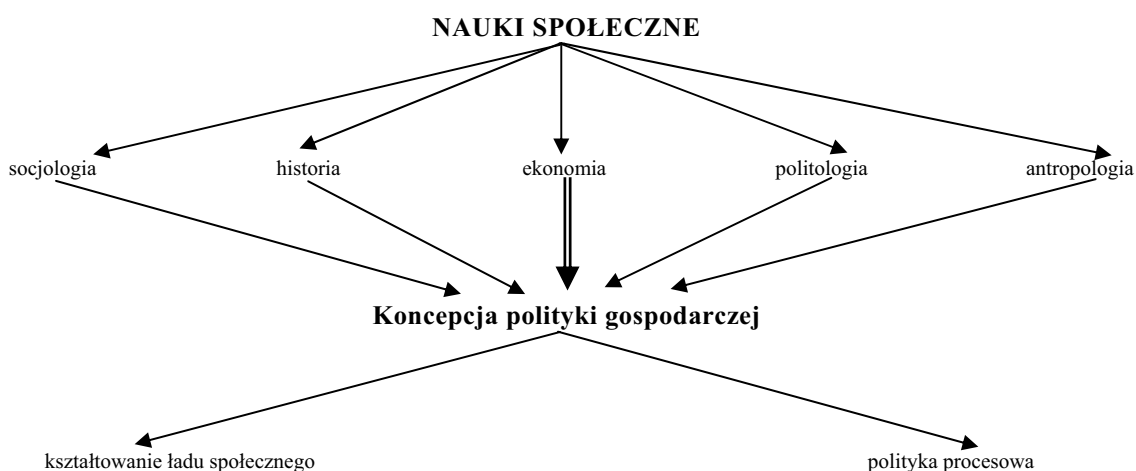 NAUKI SPOŁECZNE
socjologia historia ekonomia politologia antropologia
Koncepcja polityki gospodarczej
kształtowanie ładu społecznego polityka procesowa